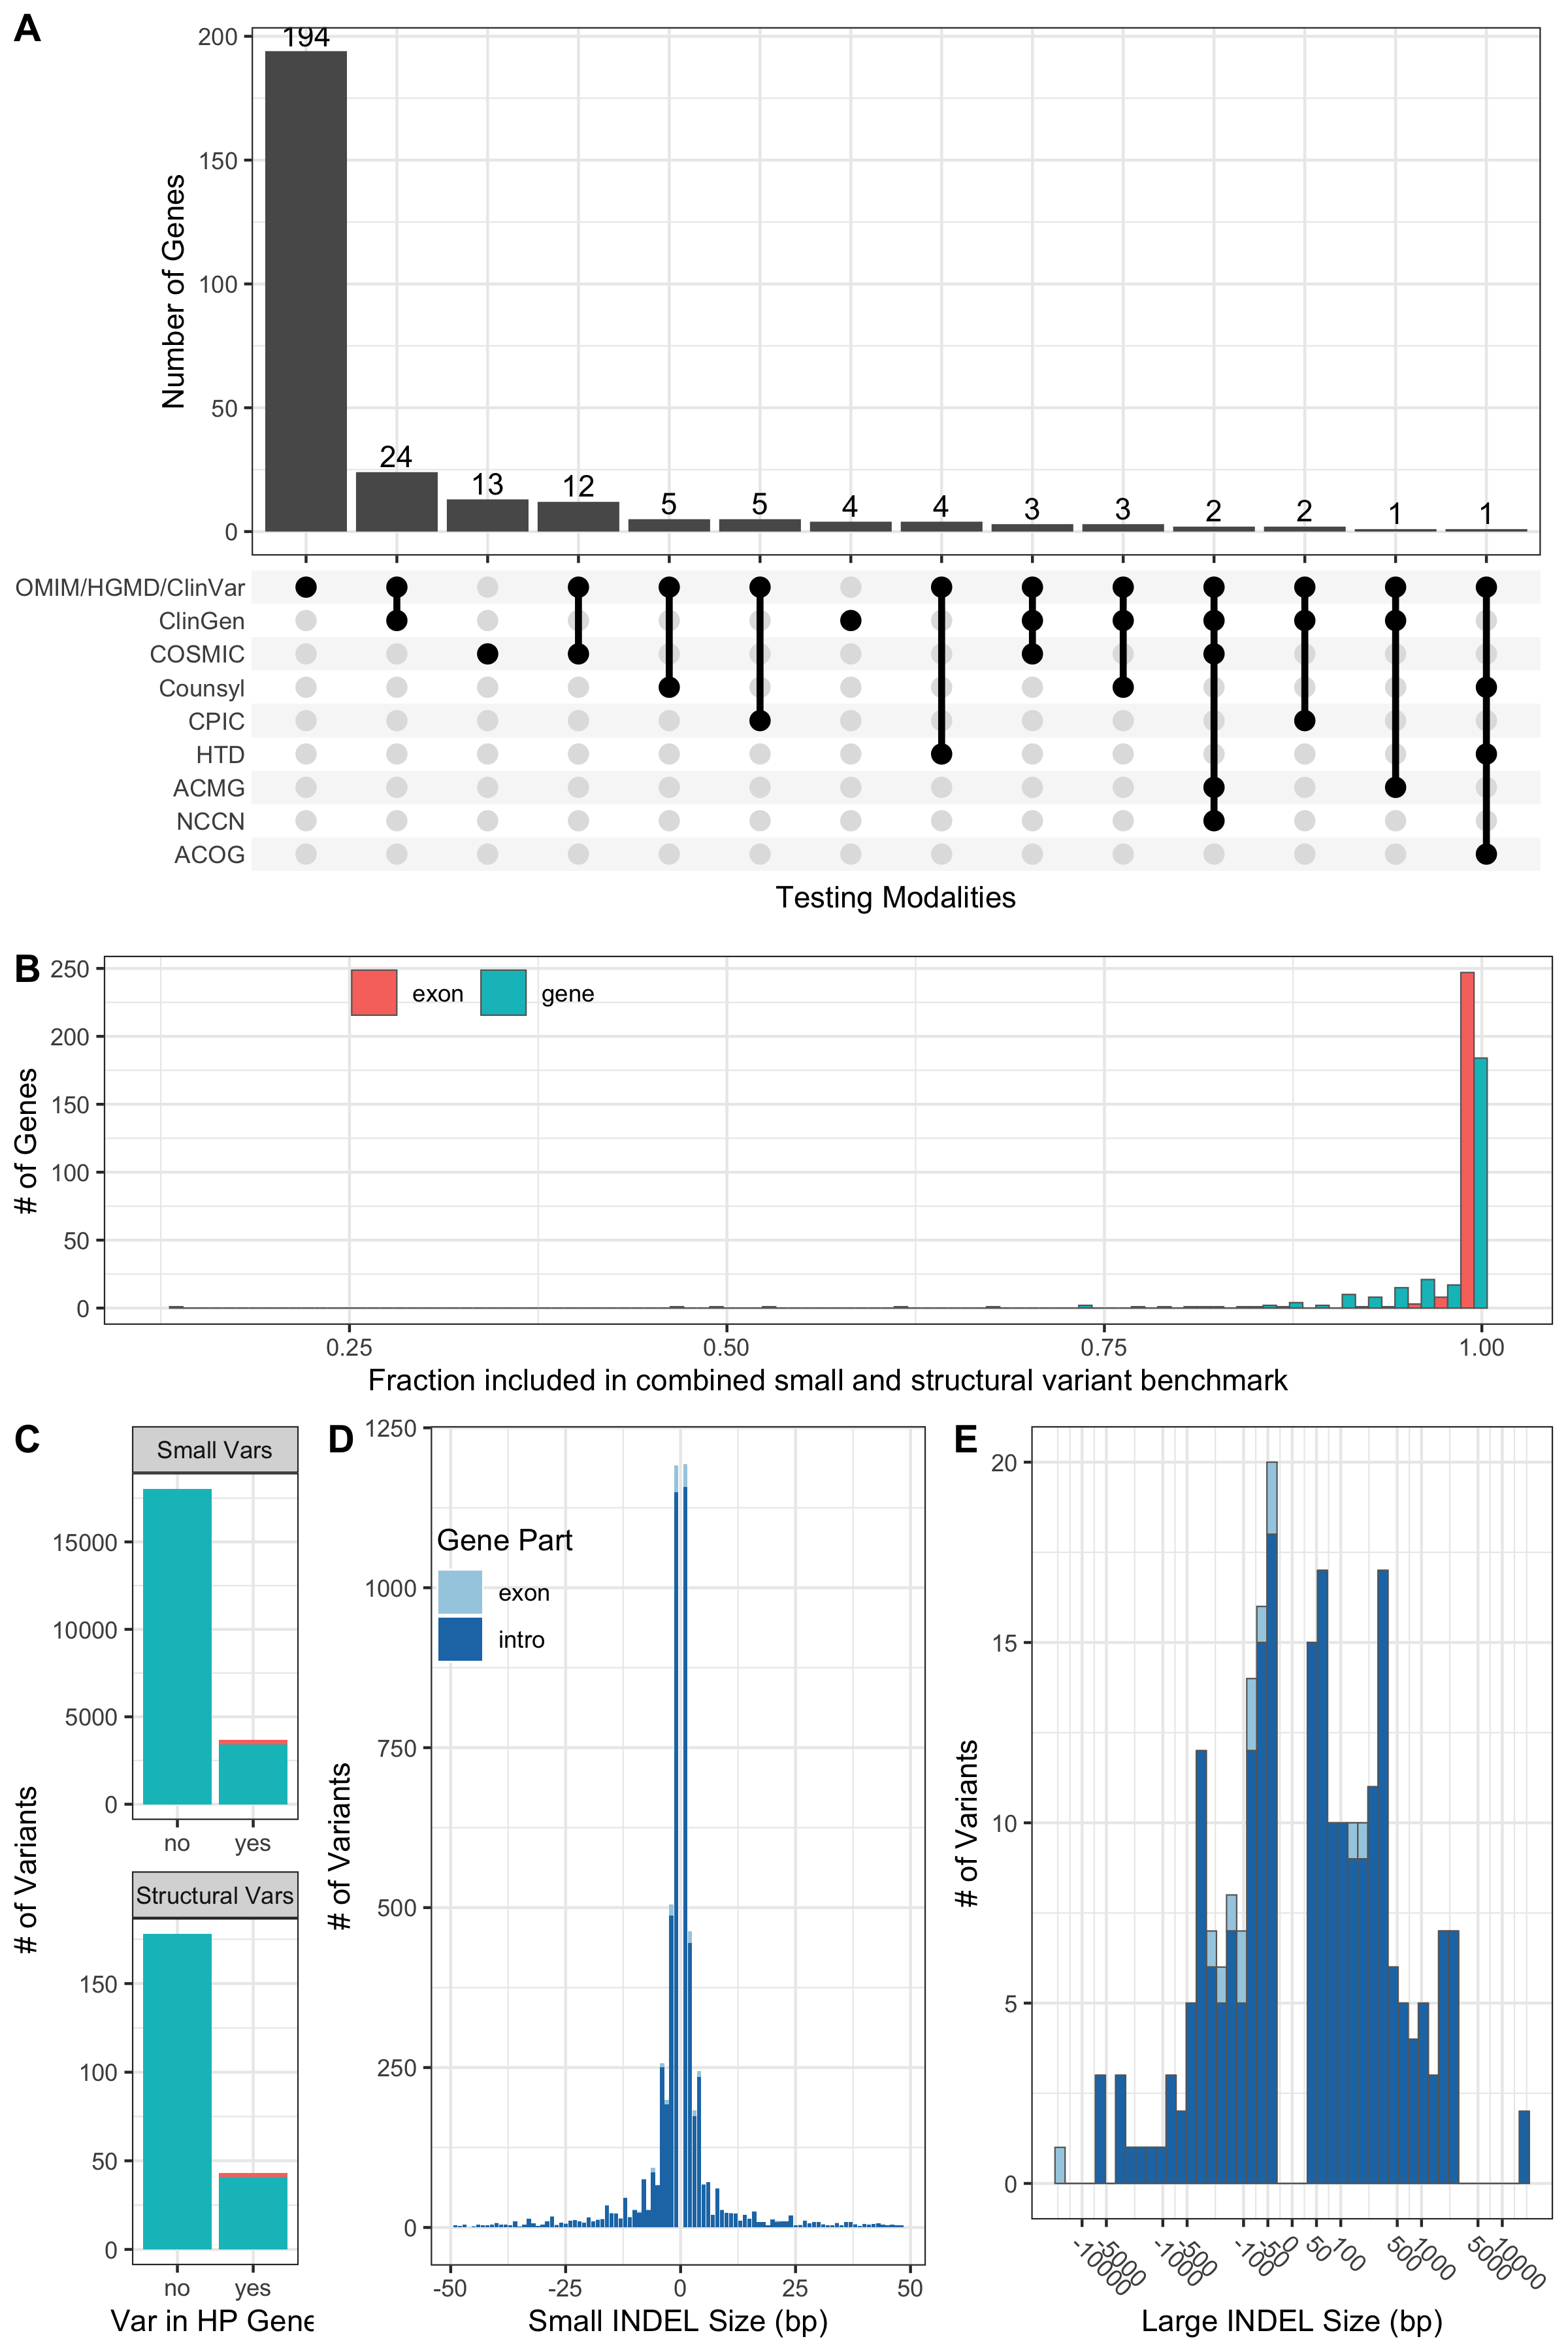 A
194
24
13
12
5
5
4
4
3
3
2
2
1
1
200
150
100
50
0
Number of Genes
OMIM/HGMD/ClinVar
ClinGen
COSMIC
Counsyl
CPIC
HTD
ACMG
NCCN
ACOG
Testing Modalities
B
exon
gene
250
200
150
100
50
0
# of Genes
0.25
0.50
0.75
1.00
Fraction included in combined small and structural variant benchmark
C
Small Vars
15000
10000
5000
0
no
yes
Structural Vars
150
100
50
0
no
yes
# of Variants
Var in HP Gene
D
1250
1000
750
500
250
0
# of Variants
Gene Part
exon
intro
-50
-25
0
25
50
Small INDEL Size (bp)
E
20
15
10
5
0
# of Variants
-10000
-5000
-1000
-500
-100
-50
0
50
100
500
1000
5000
10000
Large INDEL Size (bp)